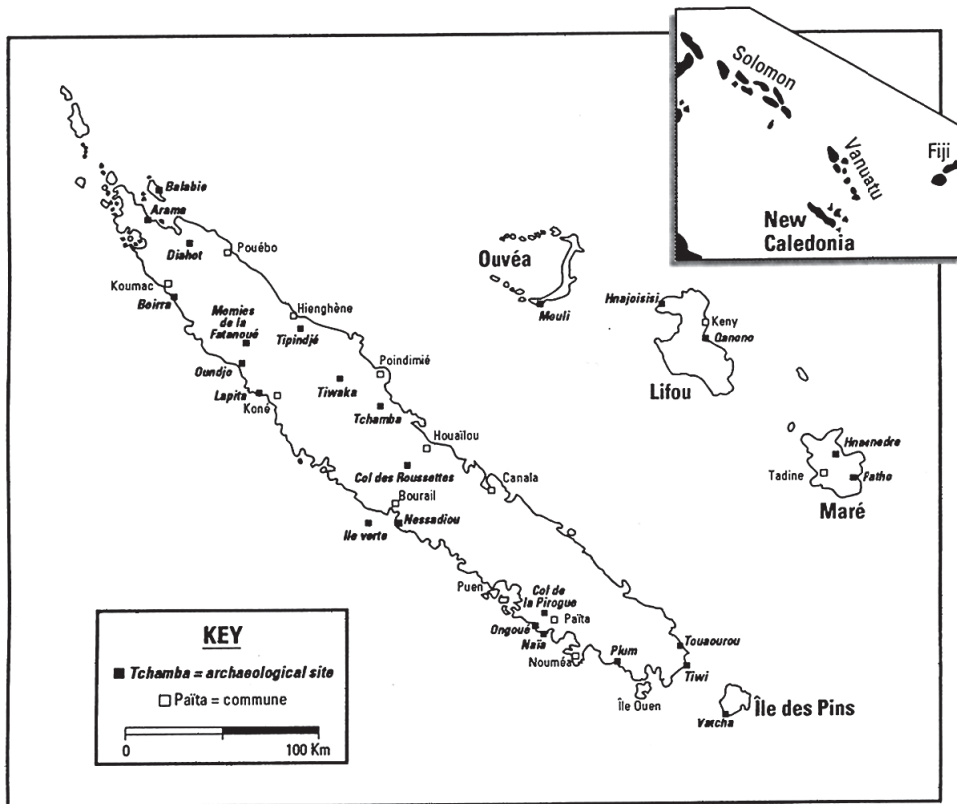 Solomon
Vanuatu
Fiji
New
Caledonia
Balabio
Arama
Diahot
Pouébo
Ouvéa
Koumac
Boirra
Mouli
Hnajoisisi
Keny
Qanono
Hienghène
Momies
de la
Fatanoué
Tipindjé
Oundjo
Poindimié
Tiwaka
Lapita
Koné
Tchamba
Lifou
Houaïlou
Hnaenedre
Col des Roussettes
Tadine
Patho
Canala
Bourail
Maré
Ile verte
Nessadiou
Puen
Col de
la Pirogue
Païta
Ongoué
Naïa
Nouméa
Plum
Touaourou
Tiwi
Île Ouen
Vatcha
Île des Pins
KEY
Tchamba = archaeological site
Païta = commune
0 100 Km